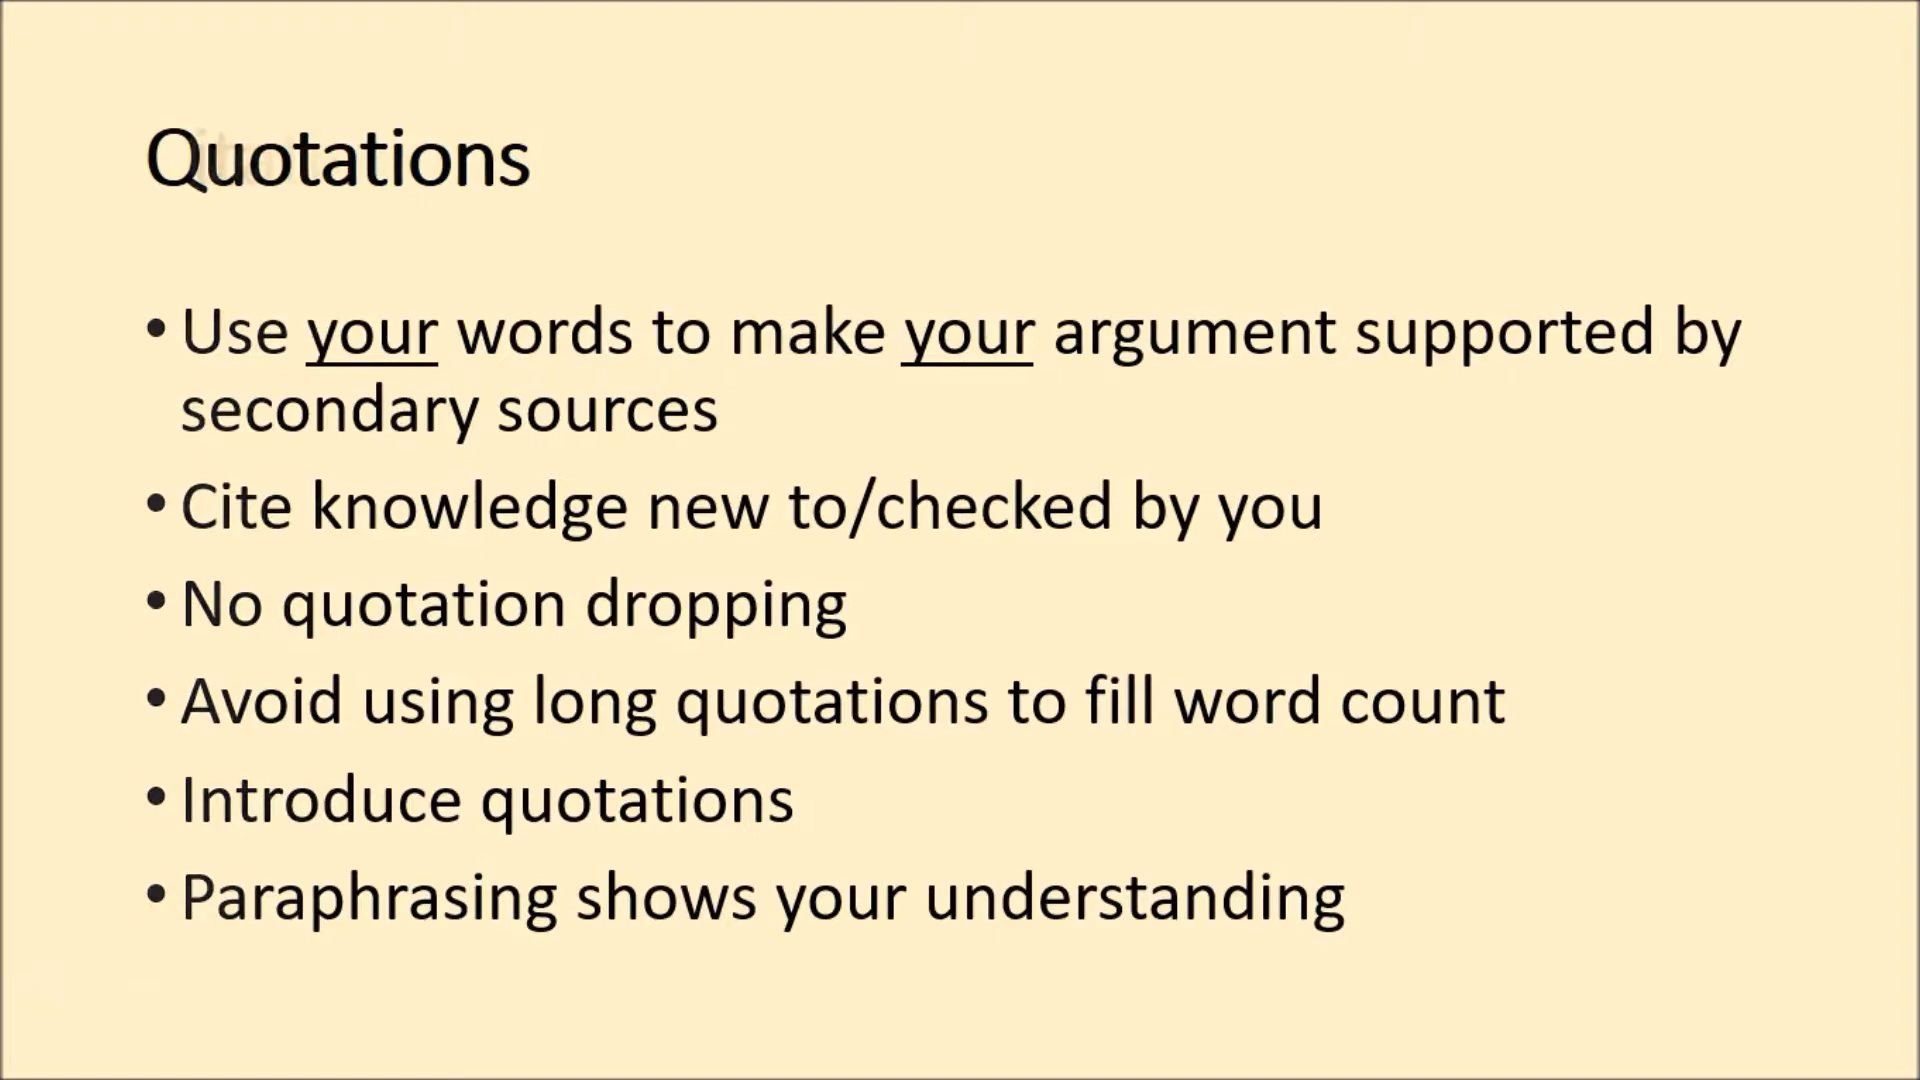 Quotations
• Use your words to make your argument supported by
secondary sources
• Cite knowledge new to/checked by you
• No quotation dropping
• Avoid using long quotations to fill word count
• Introduce quotations
• Paraphrasing shows your understanding